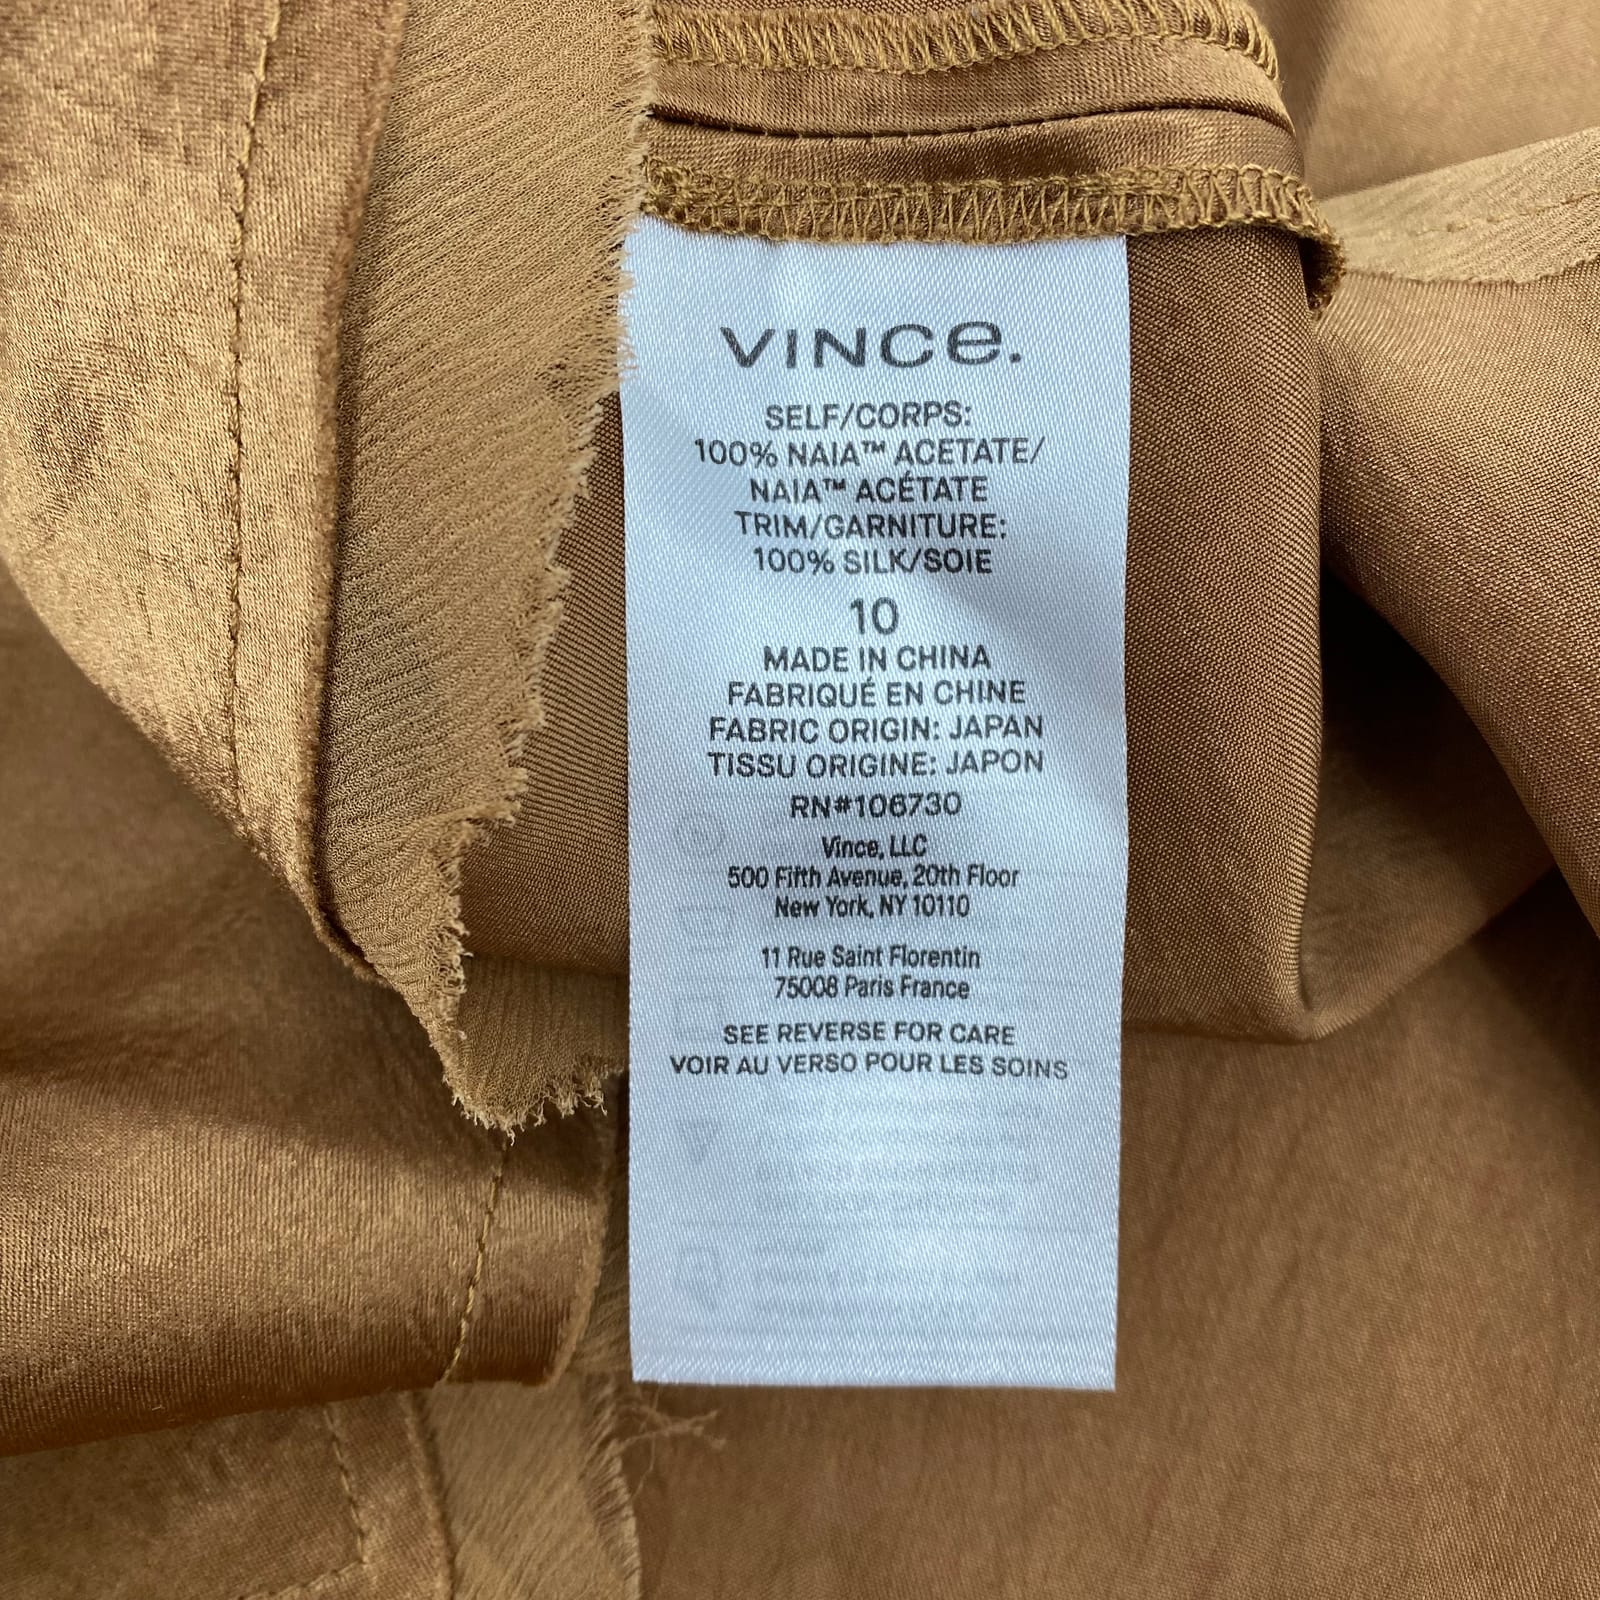 VINCe.
SELF/CORPS:
100% NAIA™ ACETATE/
NAIA™ ACÉTATE
TRIM/GARNITURE:
100% SILK/SOIE
10
MADE IN CHINA
FABRIQUÉ EN CHINE
FABRIC ORIGIN: JAPAN
TISSU ORIGINE: JAPON
RN#106730
Vince, LLC
500 Fifth Avenue, 20th Floor
New York, NY 10110
11 Rue Saint Florentin
75008 Paris France
SEE REVERSE FOR CARE
VOIR AU VERSO POUR LES SOINS